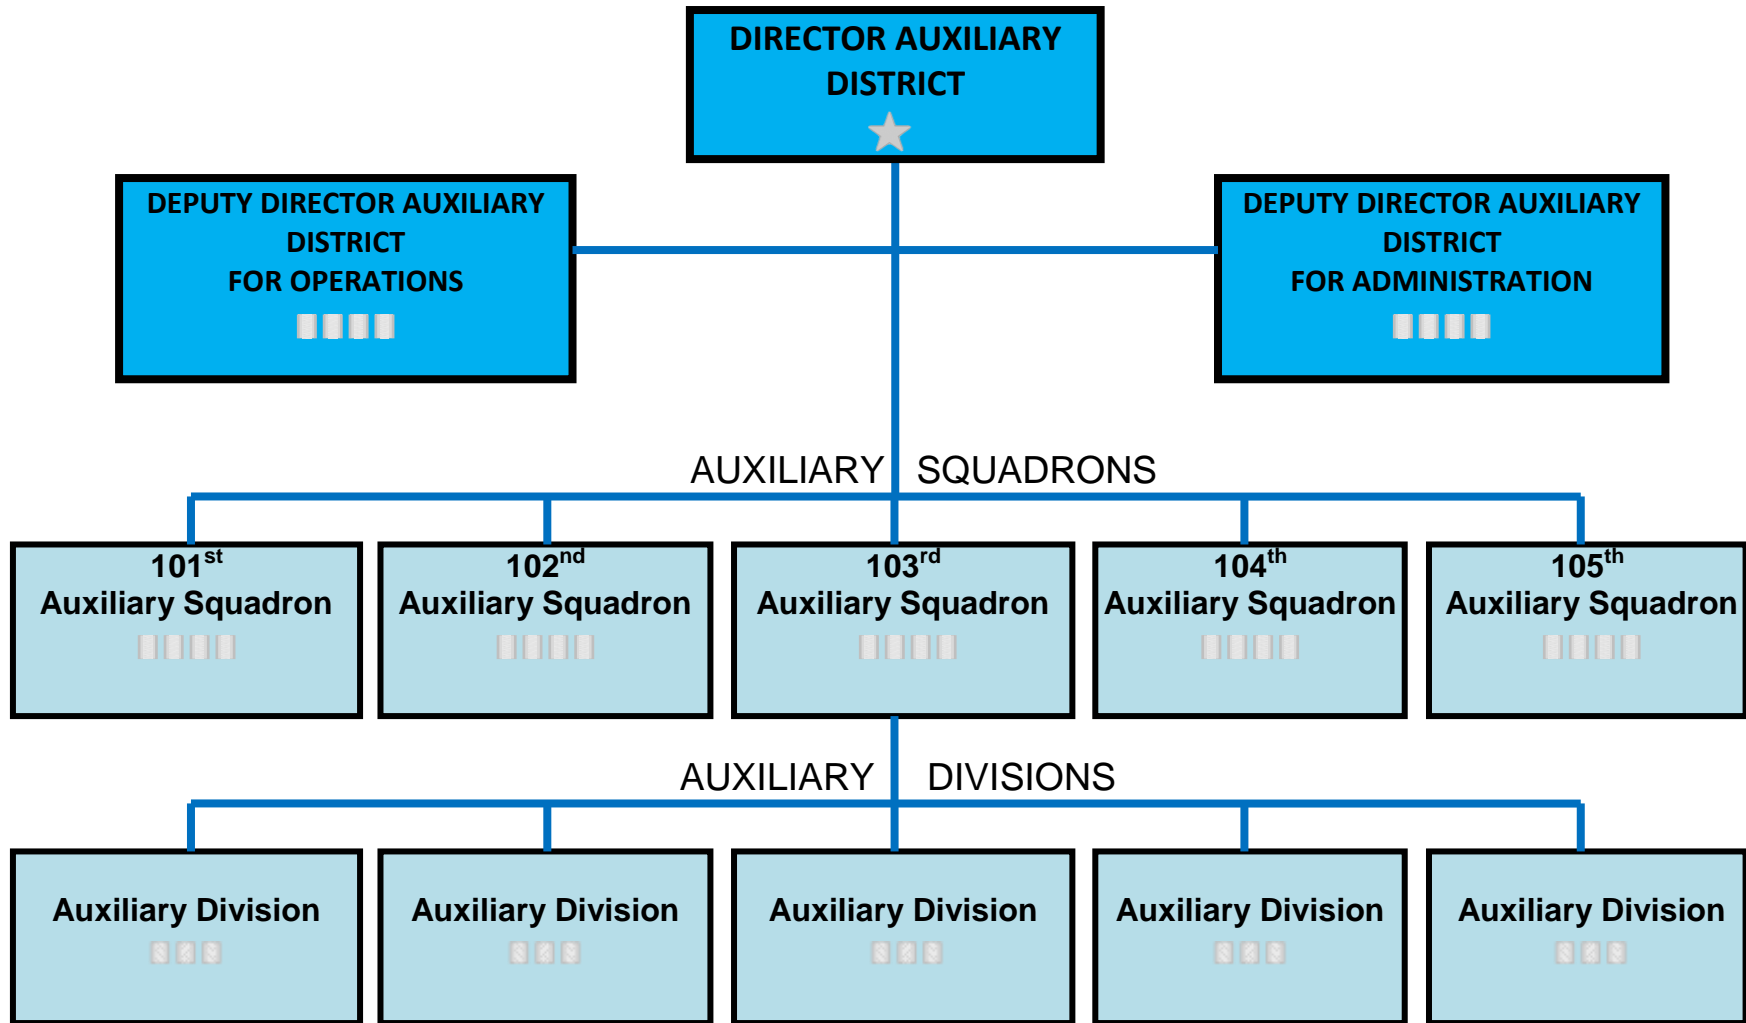 DIRECTOR AUXILIARY
DISTRICT
DEPUTY DIRECTOR AUXILIARY
DISTRICT
FOR OPERATIONS
DEPUTY DIRECTOR AUXILIARY
DISTRICT
FOR ADMINISTRATION
AUXILIARY SQUADRONS
101st
Auxiliary Squadron
102nd
Auxiliary Squadron
103rd
Auxiliary Squadron
104th
Auxiliary Squadron
105th
Auxiliary Squadron
AUXILIARY DIVISIONS
Auxiliary Division
Auxiliary Division
Auxiliary Division
Auxiliary Division
Auxiliary Division